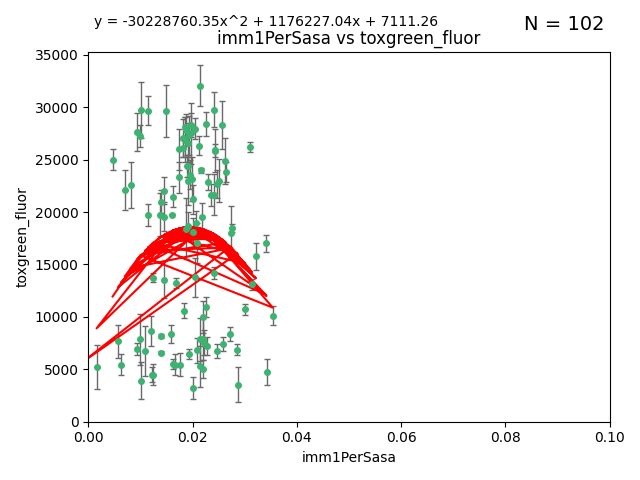 y = -30228760.35x^2 + 1176227.04x + 7111.26
N = 102
imm1PerSasa vs toxgreen_fluor
toxgreen_fluor
35000
30000
25000
20000
15000
10000
5000
0
0.00 0.02 0.04 0.06 0.08 0.10
imm1PerSasa